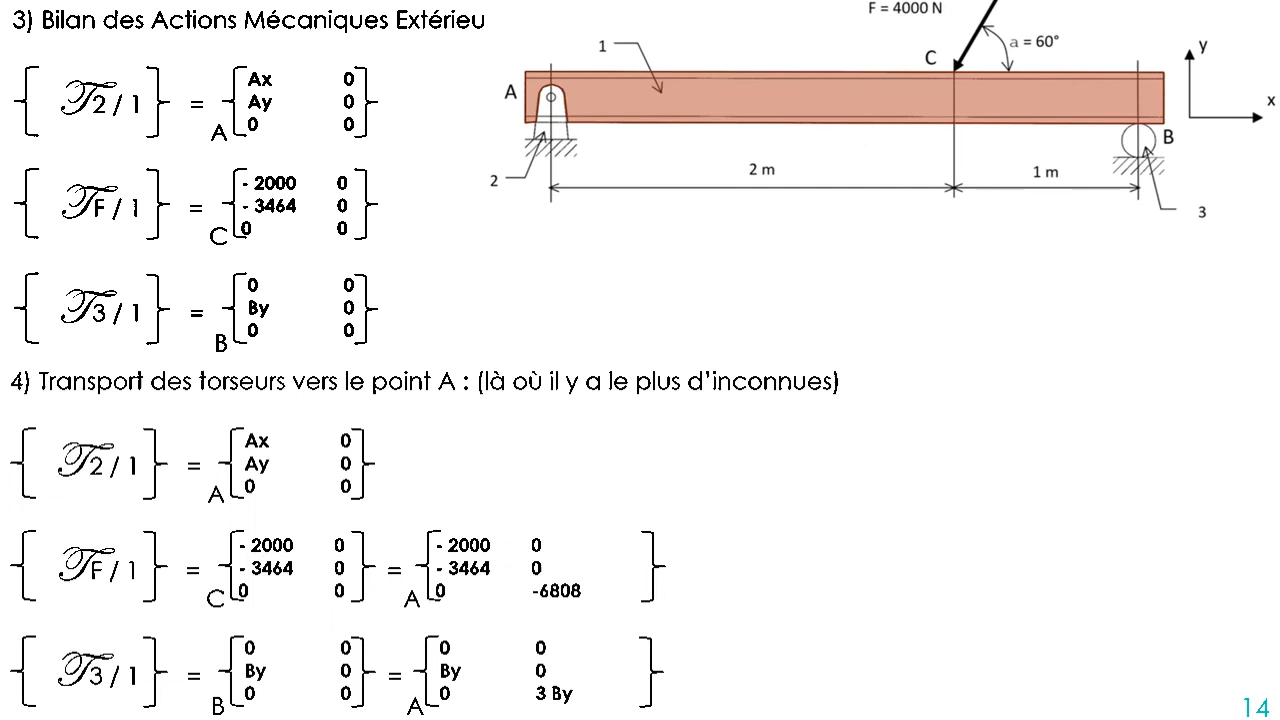 3) Bilan des Actions Mécaniques Extérieu
F = 4000 N
a = 60°
1
C
y
A
x
B
2 m
1 m
2
3
{ T2/1 } = A { Ax 0
Ay 0
0 0 }
{ TF/1 } = C { - 2000 0
- 3464 0
0 0 }
{ T3/1 } = B { 0 0
By 0
0 0 }
4) Transport des torseurs vers le point A : (là où il y a le plus d'inconnues)
{ T2/1 } = A { Ax 0
Ay 0
0 0 }
{ TF/1 } = C { - 2000 0 } = A { - 2000 0 }
- 3464 0 - 3464 0
0 0 0 -6808
{ T3/1 } = B { 0 0 } = A { 0 0 }
By 0 By 0
0 0 0 3 By
14